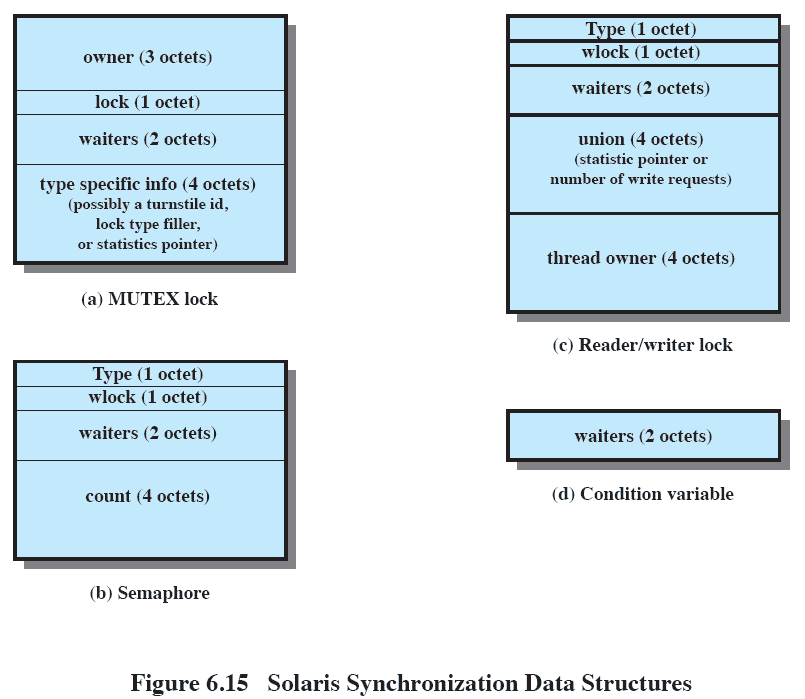 owner (3 octets)
lock (1 octet)
waiters (2 octets)
type specific info (4 octets)
(possibly a turnstile id,
lock type filler,
or statistics pointer)
(a) MUTEX lock
Type (1 octet)
wlock (1 octet)
waiters (2 octets)
count (4 octets)
(b) Semaphore
Type (1 octet)
wlock (1 octet)
waiters (2 octets)
union (4 octets)
(statistic pointer or
number of write requests)
thread owner (4 octets)
(c) Reader/writer lock
waiters (2 octets)
(d) Condition variable
Figure 6.15 Solaris Synchronization Data Structures